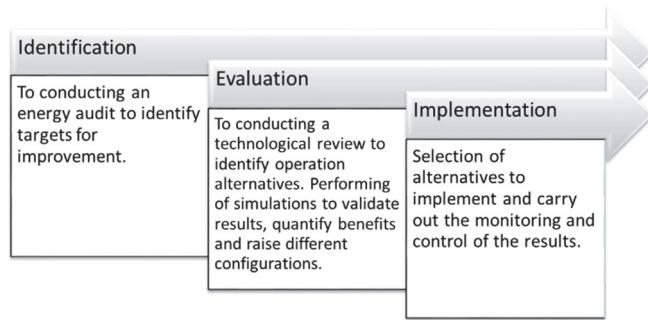 Identification
To conducting an
energy audit to identify
targets for
improvement.
Evaluation
To conducting a
technological review to
identify operation
alternatives. Performing
of simulations to validate
results, quantify benefits
and raise different
configurations.
Implementation
Selection of
alternatives to
implement and carry
out the monitoring and
control of the results.